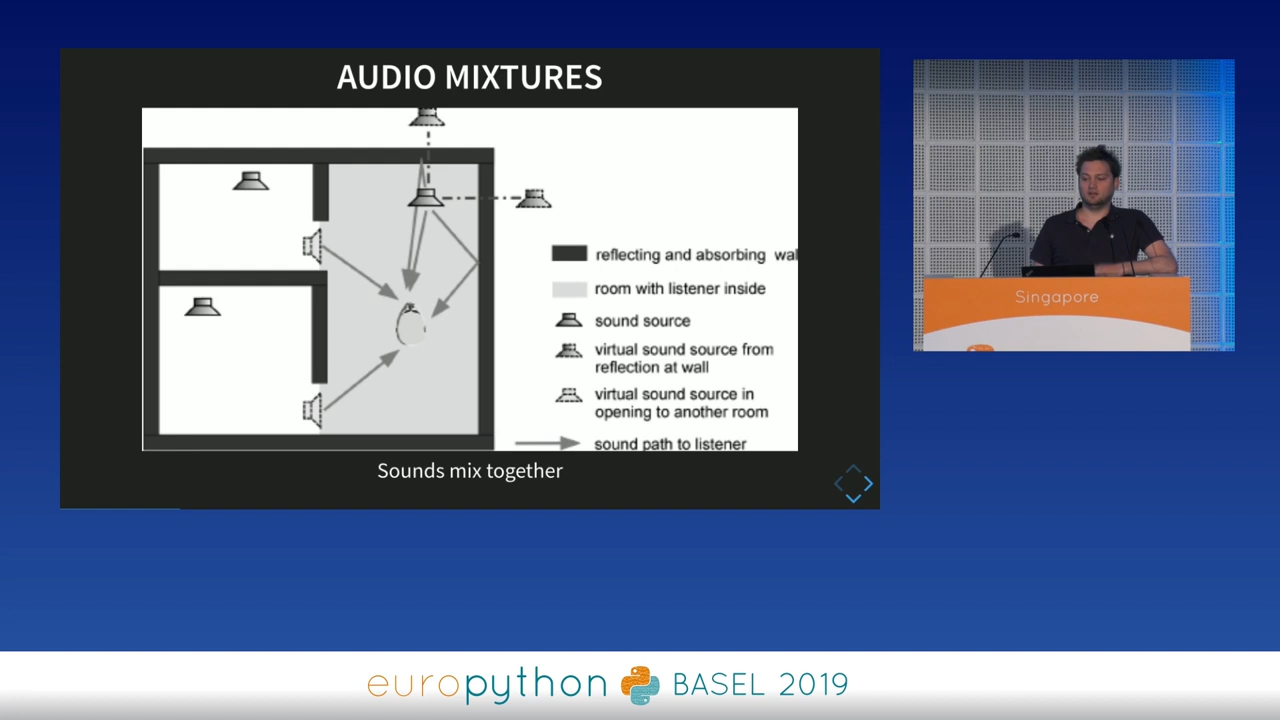 AUDIO MIXTURES
reflecting and absorbing wal
room with listener inside
sound source
virtual sound source from
reflection at wall
virtual sound source in
opening to another room
sound path to listener
Sounds mix together
Singapore
europython BASEL 2019